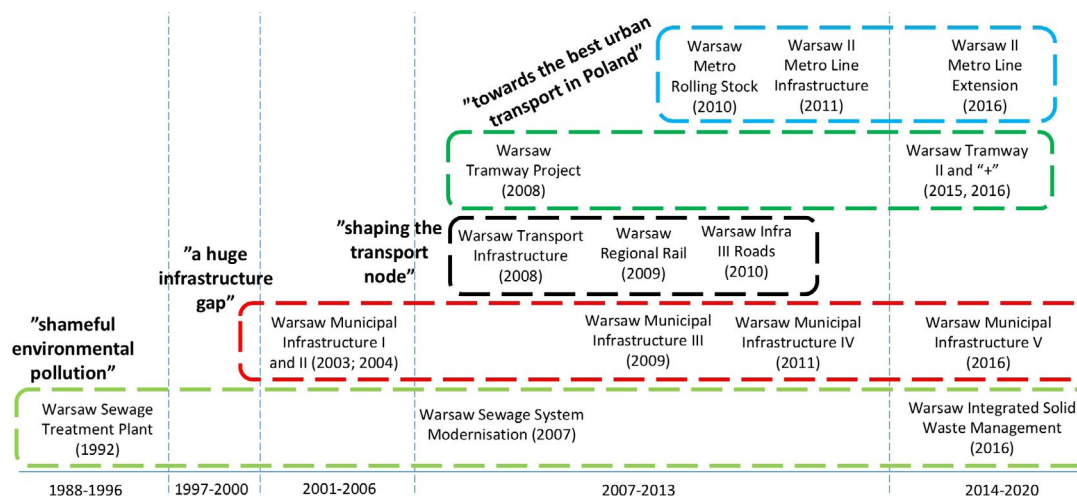 ”towards the best urban
transport in Poland”
Warsaw
Metro
Rolling Stock
(2010)
Warsaw II
Metro Line
Infrastructure
(2011)
Warsaw II
Metro Line
Extension
(2016)
Warsaw
Tramway Project
(2008)
Warsaw Tramway
II and “+”
(2015, 2016)
”shaping the
transport
node”
Warsaw Transport
Infrastructure
(2008)
Warsaw
Regional Rail
(2009)
Warsaw Infra
III Roads
(2010)
”a huge
infrastructure
gap”
Warsaw Municipal
Infrastructure I
and II (2003; 2004)
Warsaw Municipal
Infrastructure III
(2009)
Warsaw Municipal
Infrastructure IV
(2011)
Warsaw Municipal
Infrastructure V
(2016)
”shameful
environmental
pollution”
Warsaw Sewage
Treatment Plant
(1992)
Warsaw Sewage System
Modernisation (2007)
Warsaw Integrated Solid
Waste Management
(2016)
1988-1996
1997-2000
2001-2006
2007-2013
2014-2020